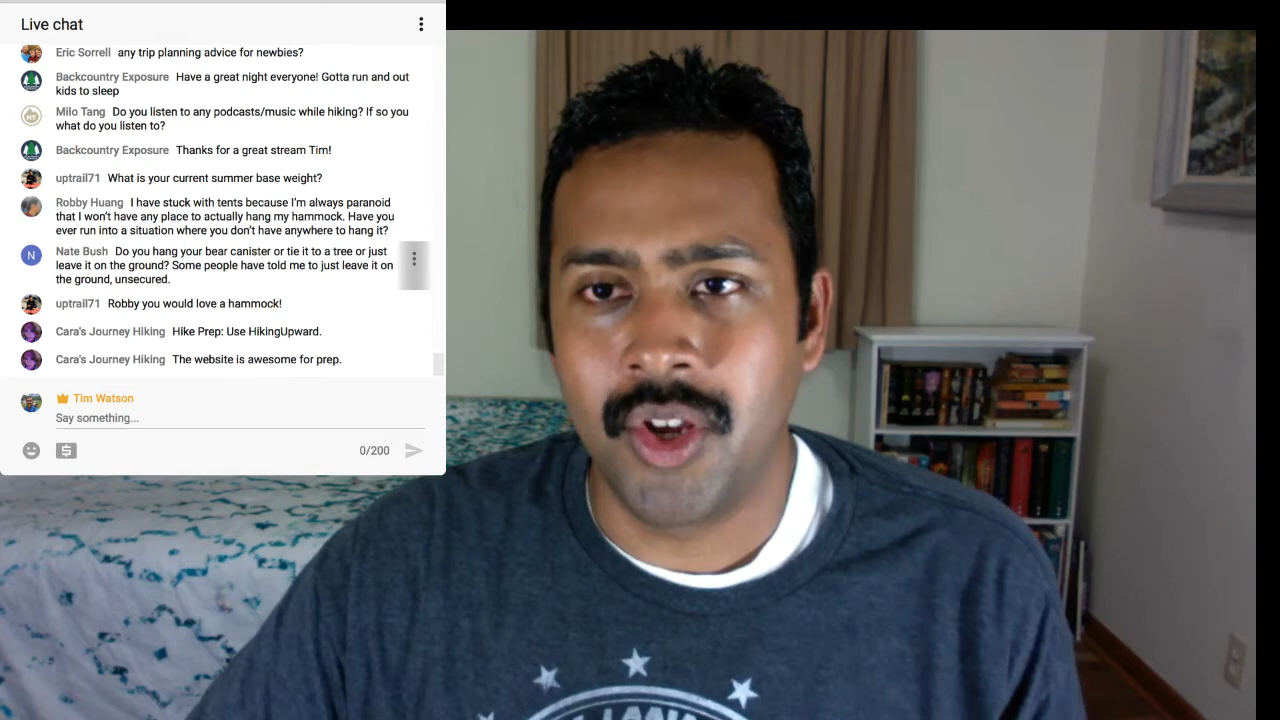 Live chat
Eric Sorrell any trip planning advice for newbies?
Backcountry Exposure Have a great night everyone! Gotta run and out
kids to sleep
Milo Tang Do you listen to any podcasts/music while hiking? If so you
what do you listen to?
Backcountry Exposure Thanks for a great stream Tim!
uptrail71 What is your current summer base weight?
Robby Huang I have stuck with tents because I'm always paranoid
that I won't have any place to actually hang my hammock. Have you
ever run into a situation where you don't have anywhere to hang it?
N Nate Bush Do you hang your bear canister or tie it to a tree or just
leave it on the ground? Some people have told me to just leave it on
the ground, unsecured.
uptrail71 Robby you would love a hammock!
Cara's Journey Hiking Hike Prep: Use HikingUpward.
Cara's Journey Hiking The website is awesome for prep.
Tim Watson
Say something...
0/200